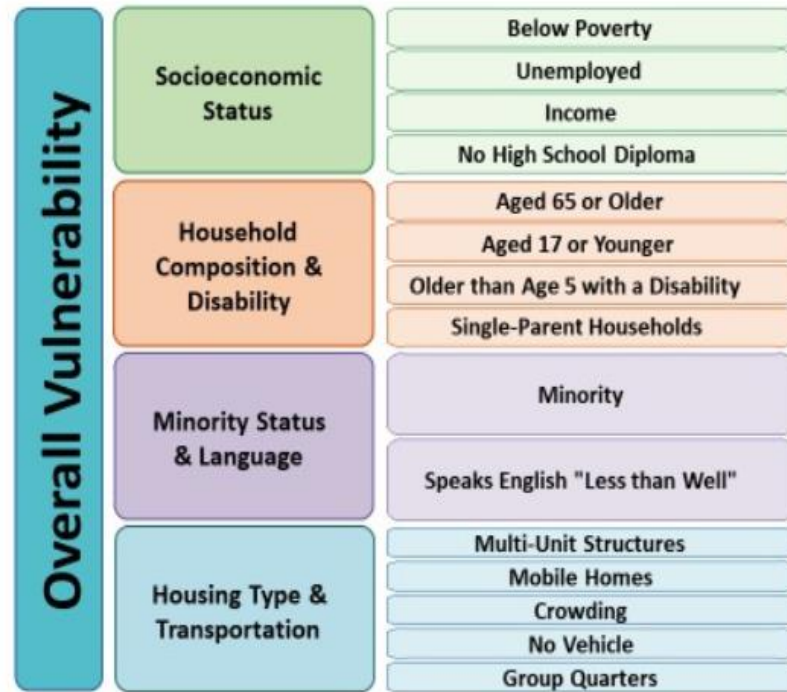 Overall Vulnerability
Socioeconomic
Status
Below Poverty
Unemployed
Income
No High School Diploma
Household
Composition &
Disability
Aged 65 or Older
Aged 17 or Younger
Older than Age 5 with a Disability
Single-Parent Households
Minority Status
& Language
Minority
Speaks English "Less than Well"
Housing Type &
Transportation
Multi-Unit Structures
Mobile Homes
Crowding
No Vehicle
Group Quarters